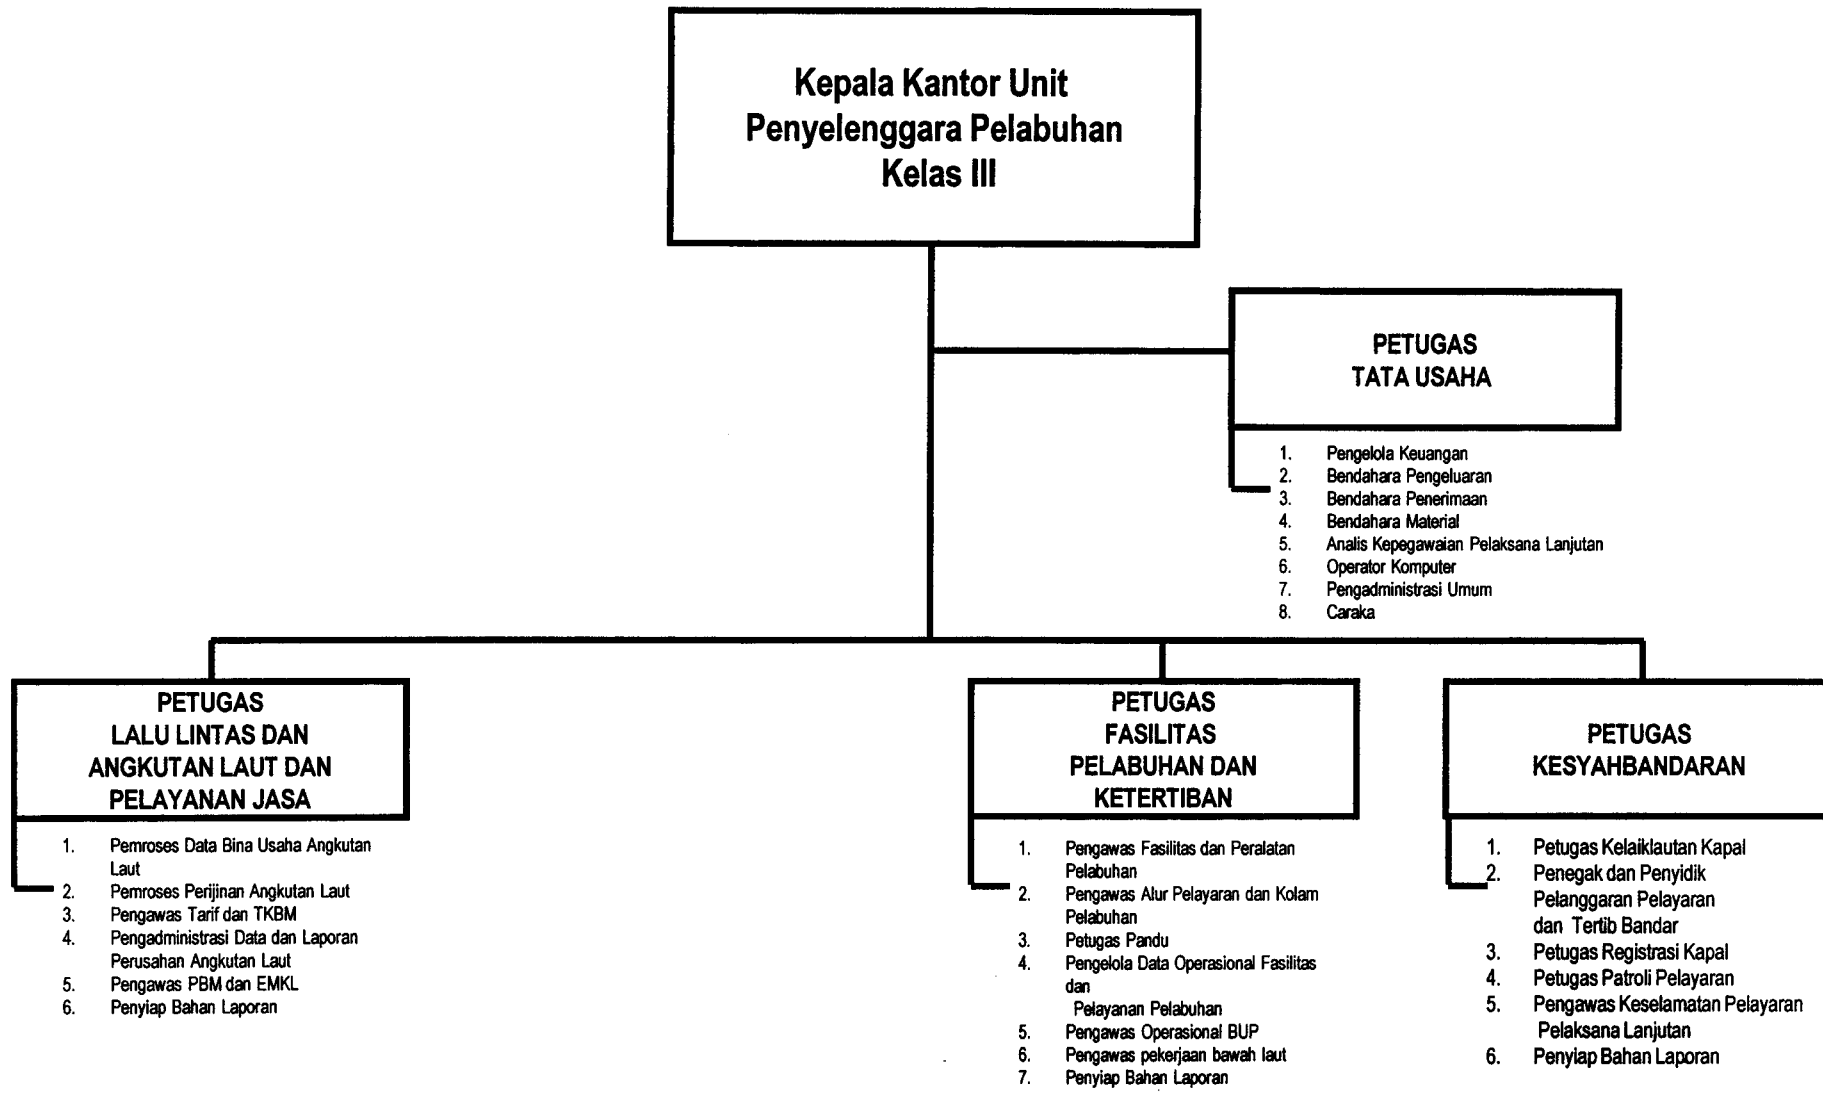 Kepala Kantor Unit
Penyelenggara Pelabuhan
Kelas III
PETUGAS
TATA USAHA
1. Pengelola Keuangan
2. Bendahara Pengeluaran
3. Bendahara Penerimaan
4. Bendahara Material
5. Analis Kepegawaian Pelaksana Lanjutan
6. Operator Komputer
7. Pengadministrasi Umum
8. Caraka
PETUGAS
LALU LINTAS DAN
ANGKUTAN LAUT DAN
PELAYANAN JASA
1. Pemroses Data Bina Usaha Angkutan
Laut
2. Pemroses Perijinan Angkutan Laut
3. Pengawas Tarif dan TKBM
4. Pengadministrasi Data dan Laporan
Perusahan Angkutan Laut
5. Pengawas PBM dan EMKL
6. Penyiap Bahan Laporan
PETUGAS
FASILITAS
PELABUHAN DAN
KETERTIBAN
1. Pengawas Fasilitas dan Peralatan
Pelabuhan
2. Pengawas Alur Pelayaran dan Kolam
Pelabuhan
3. Petugas Pandu
4. Pengelola Data Operasional Fasilitas
dan
Pelayanan Pelabuhan
5. Pengawas Operasional BUP
6. Pengawas pekerjaan bawah laut
7. Penyiap Bahan Laporan
PETUGAS
KESYAHBANDARAN
1. Petugas Kelaiklautan Kapal
2. Penegak dan Penyidik
Pelanggaran Pelayaran
dan Tertib Bandar
3. Petugas Registrasi Kapal
4. Petugas Patroli Pelayaran
5. Pengawas Keselamatan Pelayaran
Pelaksana Lanjutan
6. Penyiap Bahan Laporan